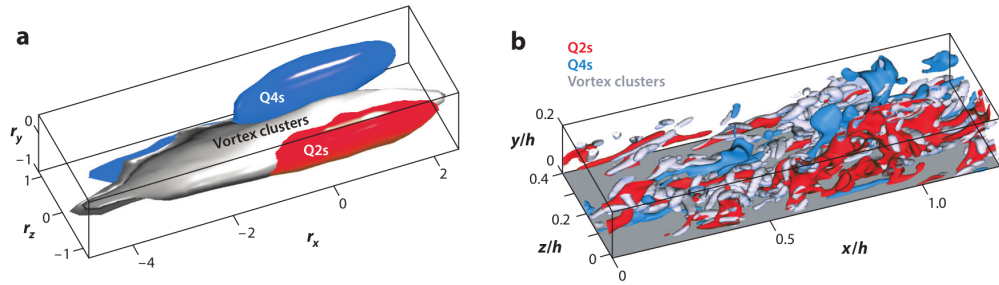 a
Q4s
Vortex clusters
Q2s
0
r_y
−1
1
0
r_z
−1
−4
−2
r_x
0
2
b
Q2s
Q4s
Vortex clusters
0.2
y/h
0
0.4
0.2
z/h
0
0
0.5
x/h
1.0